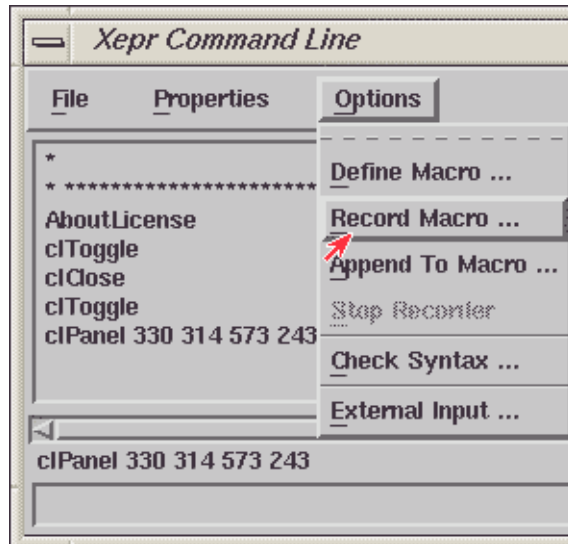 Xepr Command Line
File Properties Options
*
* ***********************
AboutLicense
clToggle
clClose
clToggle
clPanel 330 314 573 243
Define Macro ...
Record Macro ...
Append To Macro ...
Stop Recorder
Check Syntax ...
External Input ...
clPanel 330 314 573 243